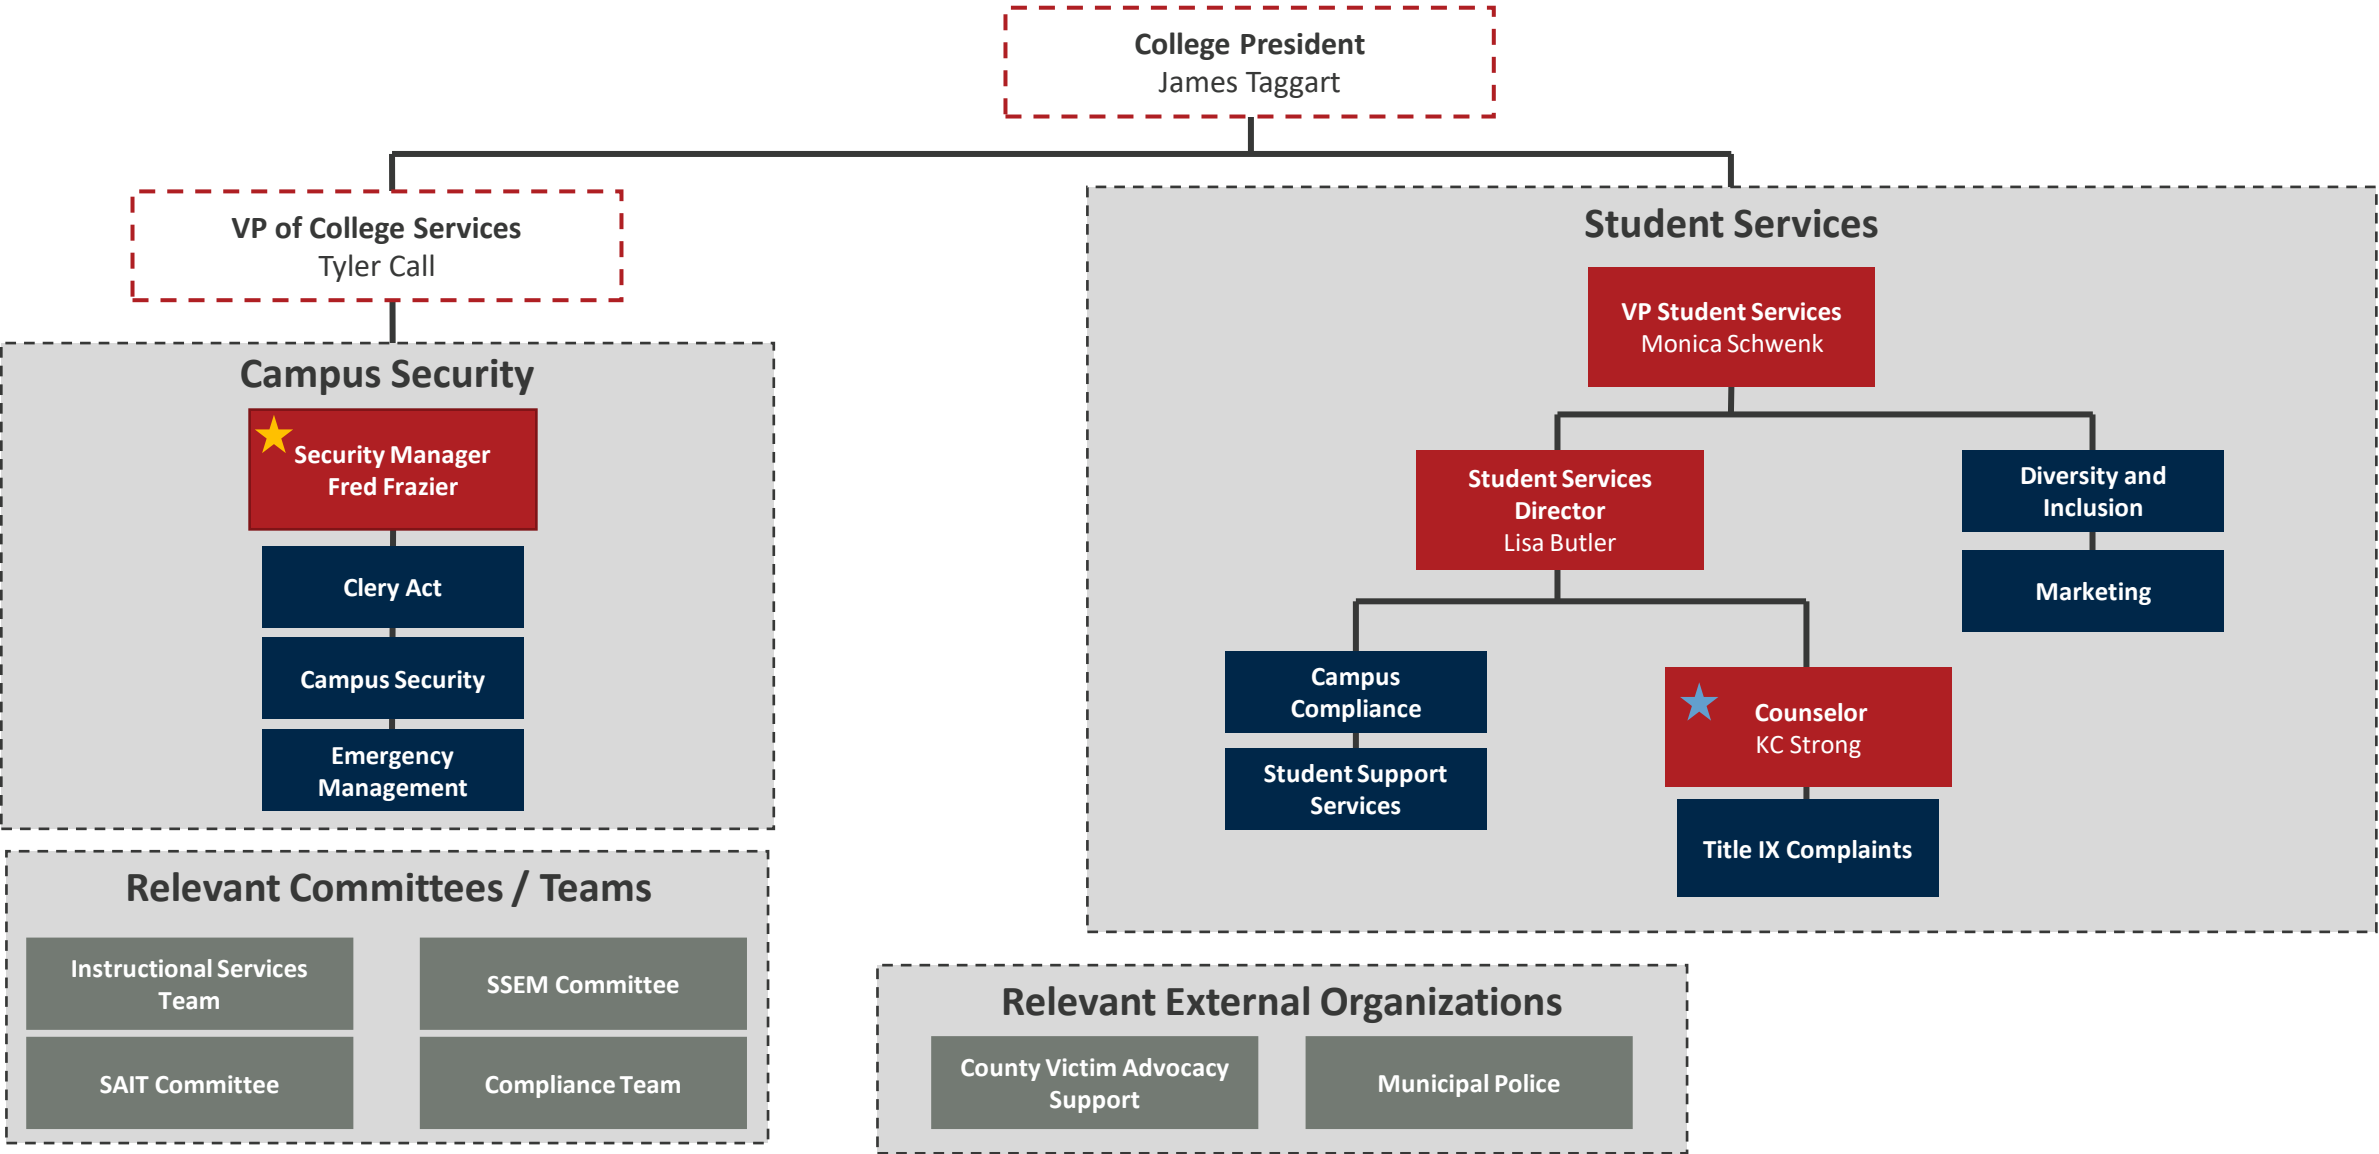 College President
James Taggart
VP of College Services
Tyler Call
Campus Security
Security Manager
Fred Frazier
Clery Act
Campus Security
Emergency
Management
Student Services
VP Student Services
Monica Schwenk
Student Services
Director
Lisa Butler
Diversity and
Inclusion
Marketing
Campus
Compliance
Student Support
Services
Counselor
KC Strong
Title IX Complaints
Relevant Committees / Teams
Instructional Services
Team
SSEM Committee
SAIT Committee
Compliance Team
Relevant External Organizations
County Victim Advocacy
Support
Municipal Police